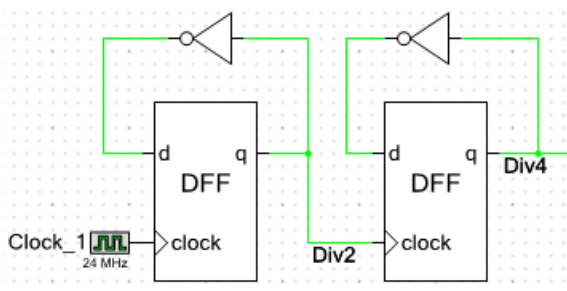 d q
DFF
clock
Clock_1
24 MHz
Div2
d q
DFF
clock
Div4